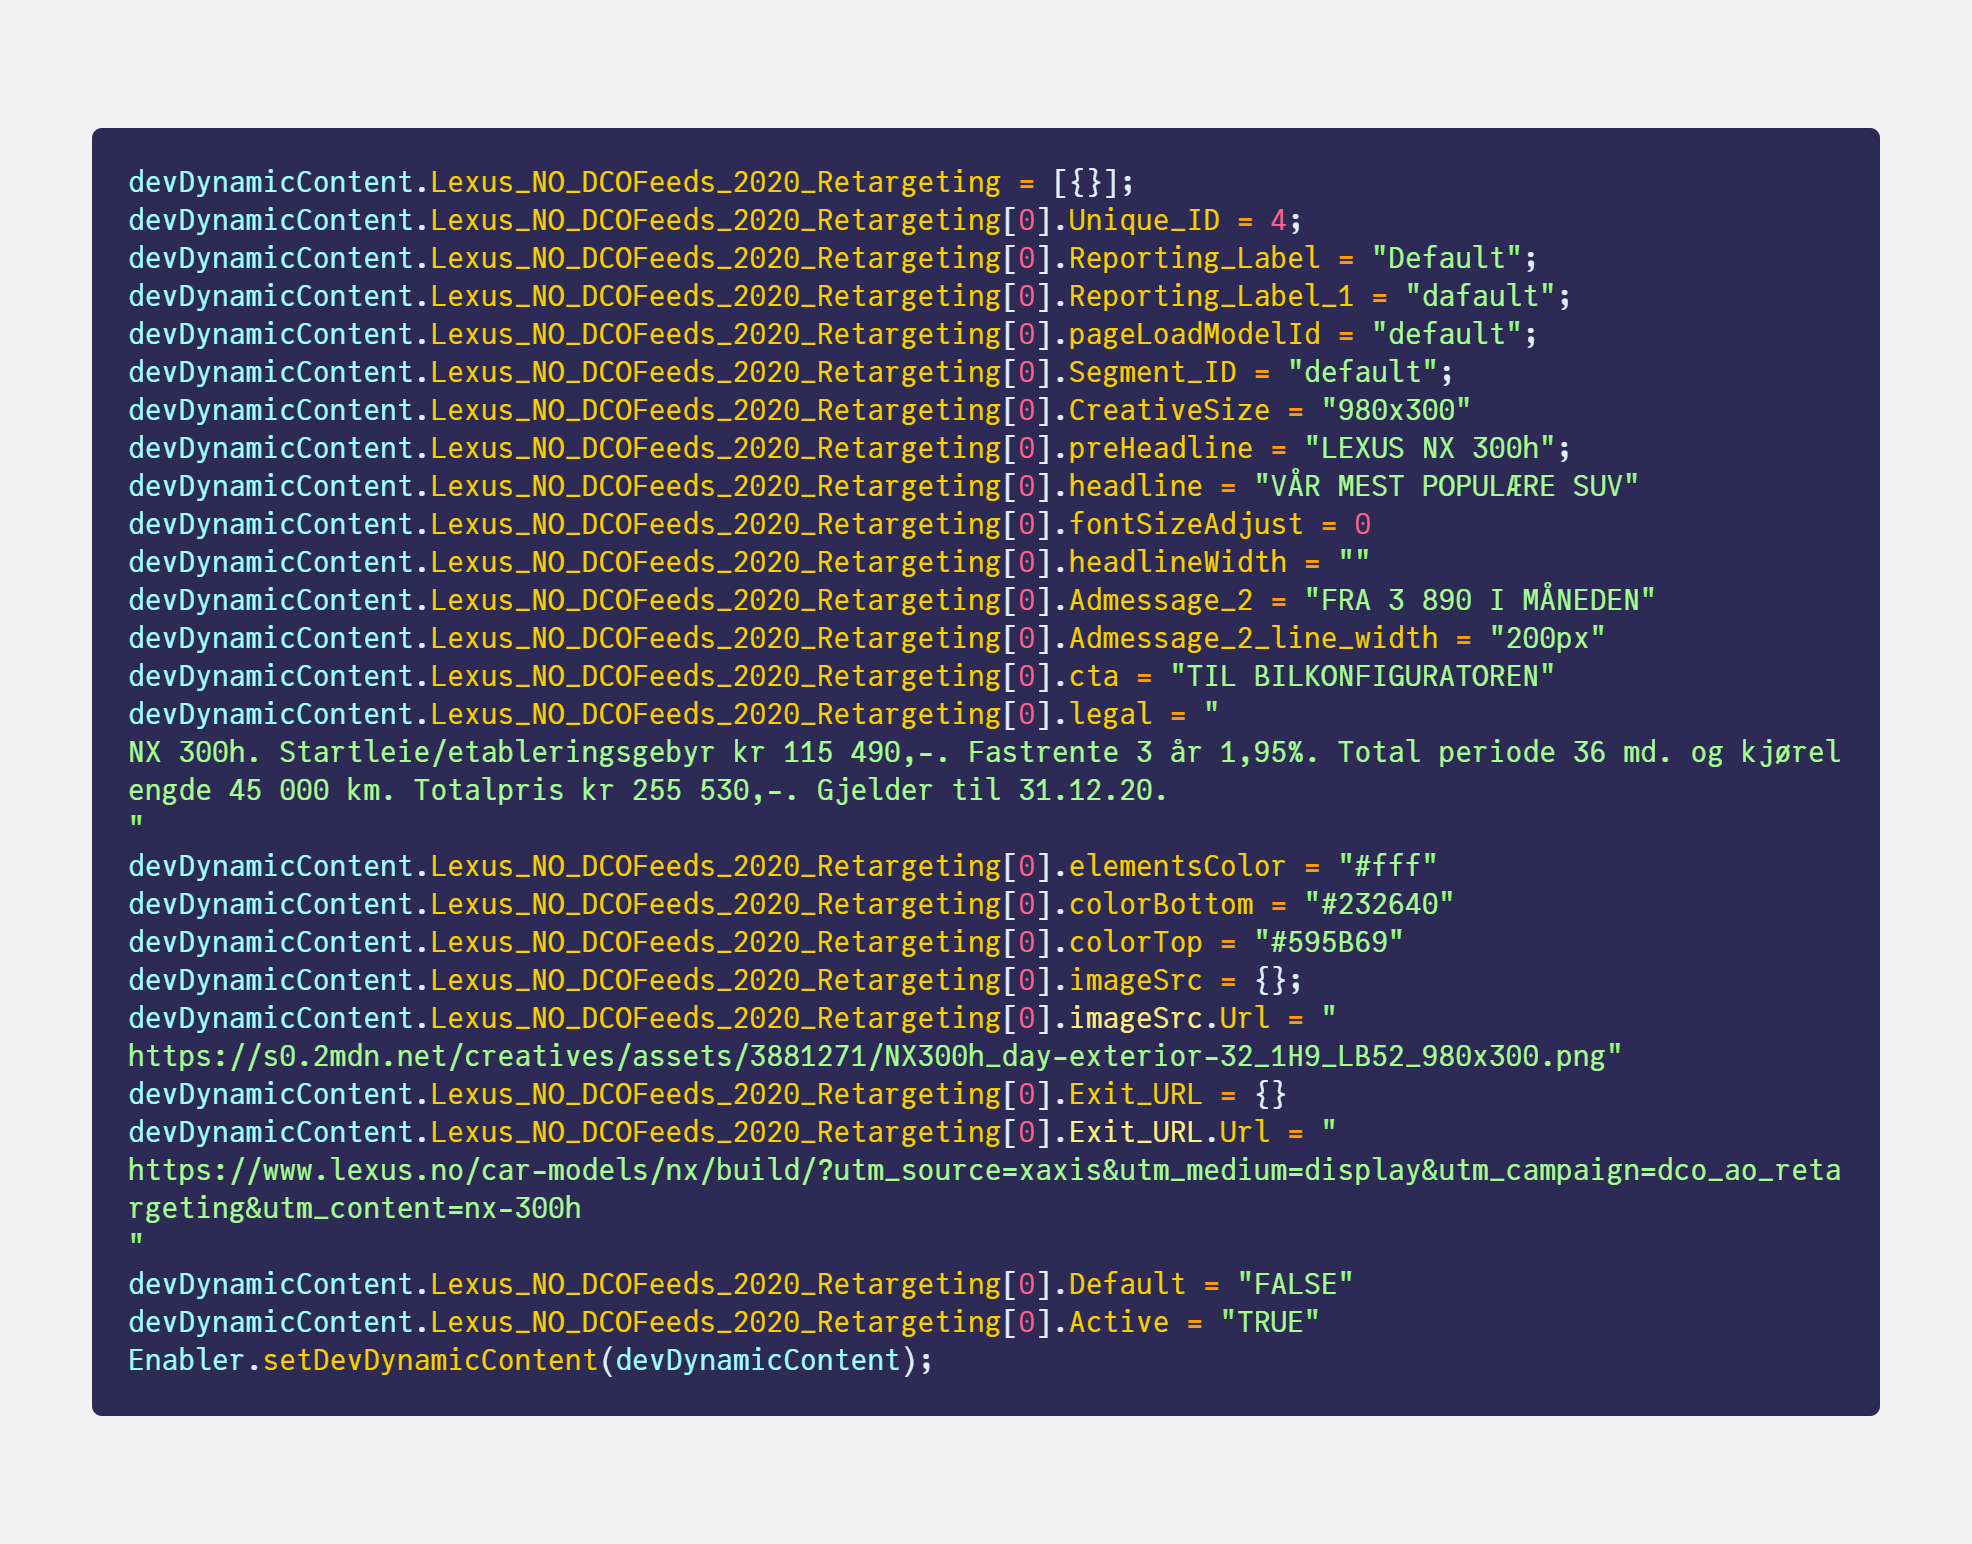 devDynamicContent.Lexus_NO_DCOFeeds_2020_Retargeting = [{}];
devDynamicContent.Lexus_NO_DCOFeeds_2020_Retargeting[0].Unique_ID = 4;
devDynamicContent.Lexus_NO_DCOFeeds_2020_Retargeting[0].Reporting_Label = "Default";
devDynamicContent.Lexus_NO_DCOFeeds_2020_Retargeting[0].Reporting_Label_1 = "dafault";
devDynamicContent.Lexus_NO_DCOFeeds_2020_Retargeting[0].pageLoadModelId = "default";
devDynamicContent.Lexus_NO_DCOFeeds_2020_Retargeting[0].Segment_ID = "default";
devDynamicContent.Lexus_NO_DCOFeeds_2020_Retargeting[0].CreativeSize = "980x300"
devDynamicContent.Lexus_NO_DCOFeeds_2020_Retargeting[0].preHeadline = "LEXUS NX 300h";
devDynamicContent.Lexus_NO_DCOFeeds_2020_Retargeting[0].headline = "VÅR MEST POPULÆRE SUV"
devDynamicContent.Lexus_NO_DCOFeeds_2020_Retargeting[0].fontSizeAdjust = 0
devDynamicContent.Lexus_NO_DCOFeeds_2020_Retargeting[0].headlineWidth = ""
devDynamicContent.Lexus_NO_DCOFeeds_2020_Retargeting[0].Admessage_2 = "FRA 3 890 I MÅNEDEN"
devDynamicContent.Lexus_NO_DCOFeeds_2020_Retargeting[0].Admessage_2_line_width = "200px"
devDynamicContent.Lexus_NO_DCOFeeds_2020_Retargeting[0].cta = "TIL BILKONFIGURATOREN"
devDynamicContent.Lexus_NO_DCOFeeds_2020_Retargeting[0].legal = "
NX 300h. Startleie/etableringsgebyr kr 115 490,-. Fastrente 3 år 1,95%. Total periode 36 md. og kjørel
engde 45 000 km. Totalpris kr 255 530,-. Gjelder til 31.12.20.
"
devDynamicContent.Lexus_NO_DCOFeeds_2020_Retargeting[0].elementsColor = "#fff"
devDynamicContent.Lexus_NO_DCOFeeds_2020_Retargeting[0].colorBottom = "#232640"
devDynamicContent.Lexus_NO_DCOFeeds_2020_Retargeting[0].colorTop = "#595B69"
devDynamicContent.Lexus_NO_DCOFeeds_2020_Retargeting[0].imageSrc = {};
devDynamicContent.Lexus_NO_DCOFeeds_2020_Retargeting[0].imageSrc.Url = "
https://s0.2mdn.net/creatives/assets/3881271/NX300h_day-exterior-32_1H9_LB52_980x300.png"
devDynamicContent.Lexus_NO_DCOFeeds_2020_Retargeting[0].Exit_URL = {}
devDynamicContent.Lexus_NO_DCOFeeds_2020_Retargeting[0].Exit_URL.Url = "
https://www.lexus.no/car-models/nx/build/?utm_source=xaxis&utm_medium=display&utm_campaign=dco_ao_reta
rgeting&utm_content=nx-300h
"
devDynamicContent.Lexus_NO_DCOFeeds_2020_Retargeting[0].Default = "FALSE"
devDynamicContent.Lexus_NO_DCOFeeds_2020_Retargeting[0].Active = "TRUE"
Enabler.setDevDynamicContent(devDynamicContent);